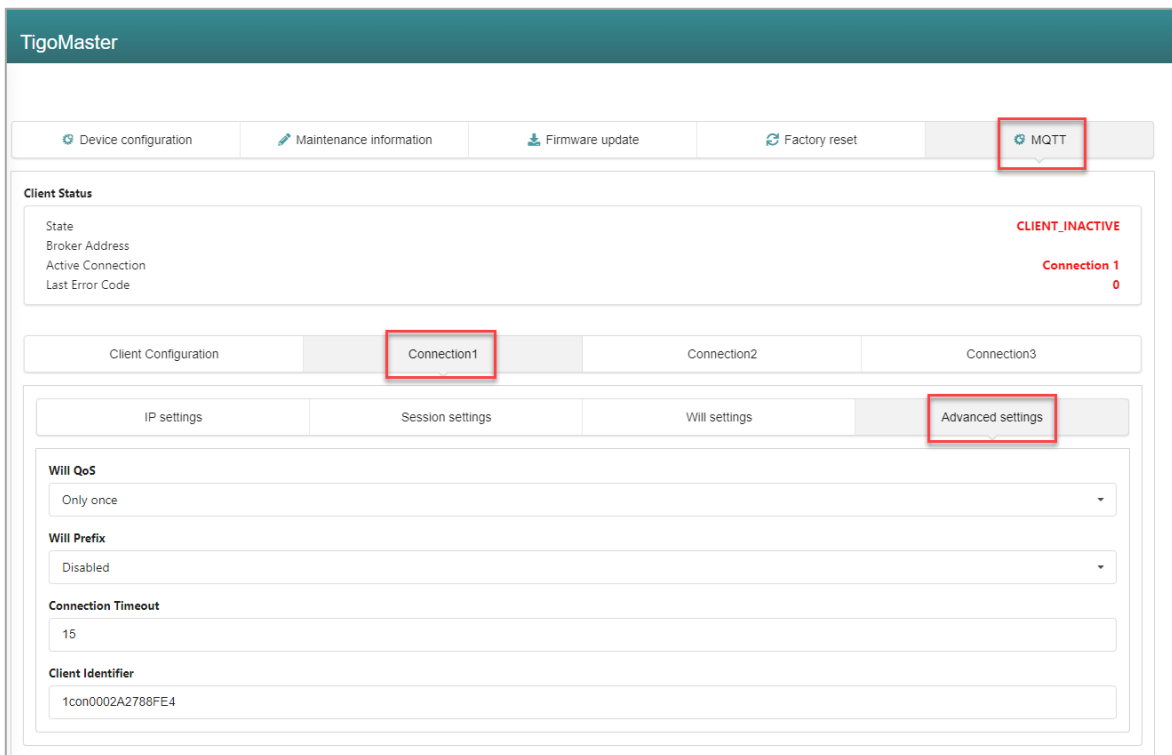 TigoMaster
Device configuration Maintenance information Firmware update Factory reset MQTT
Client Status
State CLIENT_INACTIVE
Broker Address
Active Connection Connection 1
Last Error Code 0
Client Configuration Connection1 Connection2 Connection3
IP settings Session settings Will settings Advanced settings
Will QoS
Only once
Will Prefix
Disabled
Connection Timeout
15
Client Identifier
1con0002A2788FE4